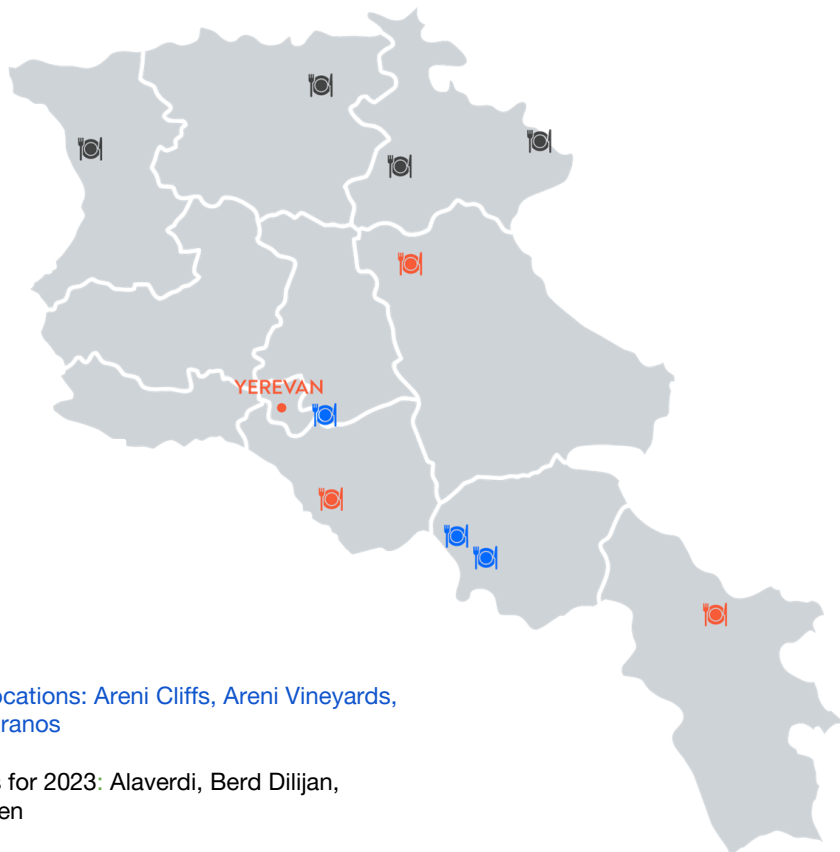 YEREVAN
ocations: Areni Cliffs, Areni Vineyards,
ranos
s for 2023: Alaverdi, Berd Dilijan,
en